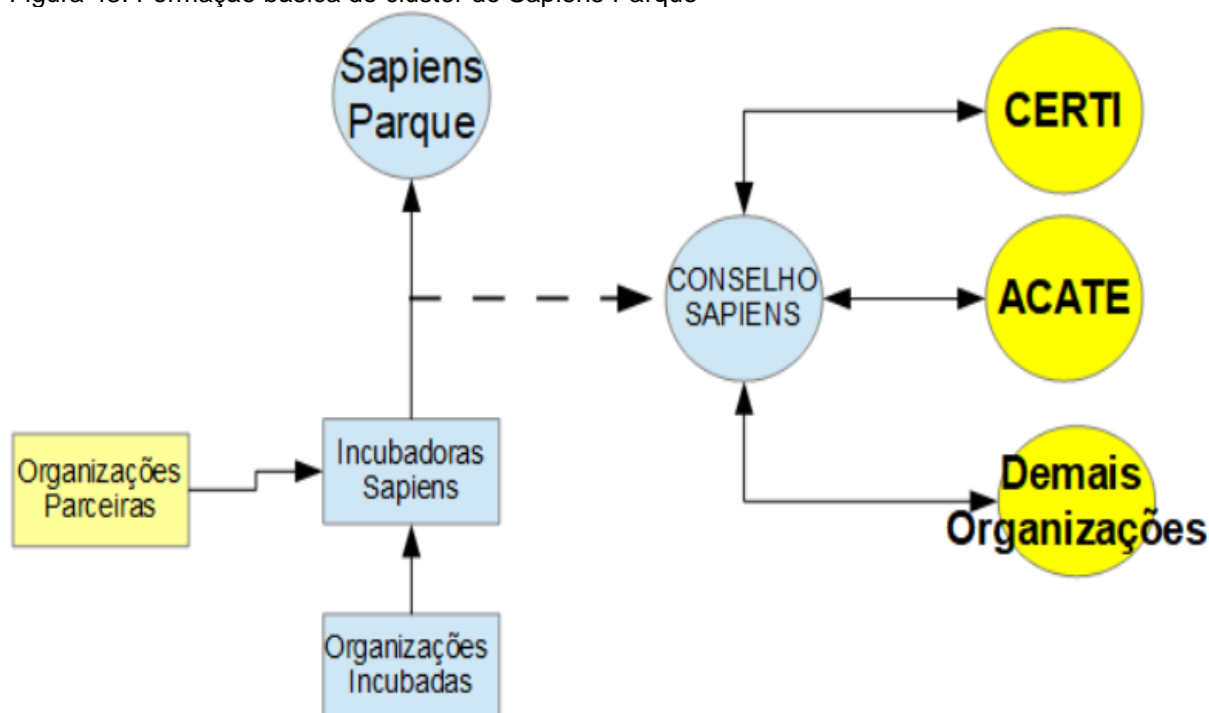 Sapiens
Parque
CERTI
CONSELHO
SAPIENS
ACATE
Organizações
Parceiras
Incubadoras
Sapiens
Demais
Organizações
Organizações
Incubadas